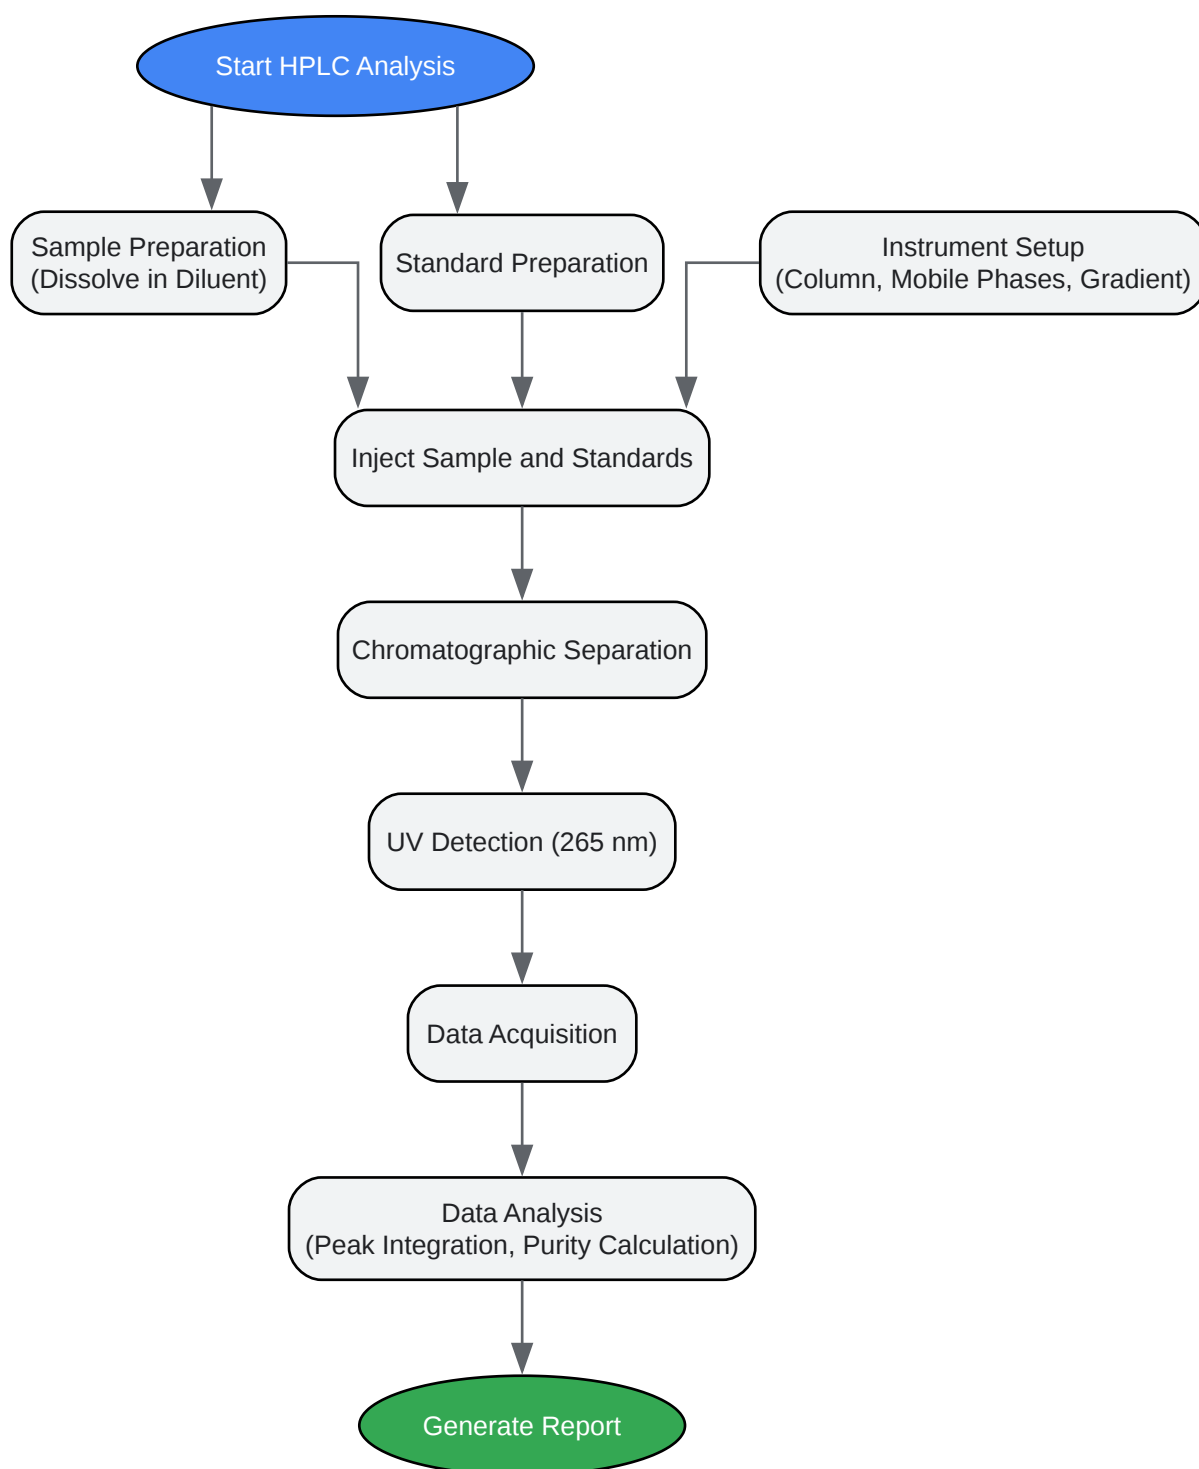 Start HPLC Analysis
Sample Preparation
(Dissolve in Diluent)
Standard Preparation
Instrument Setup
(Column, Mobile Phases, Gradient)
Inject Sample and Standards
Chromatographic Separation
UV Detection (265 nm)
Data Acquisition
Data Analysis
(Peak Integration, Purity Calculation)
Generate Report